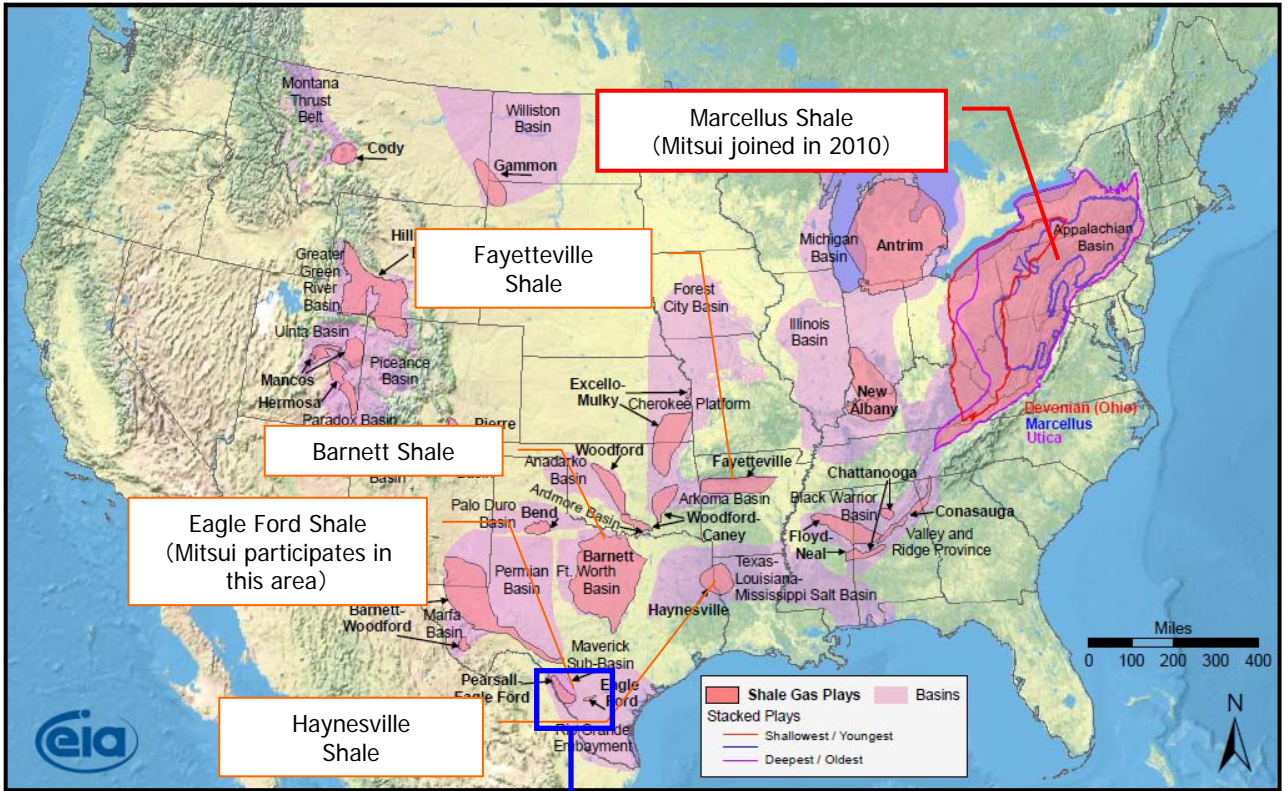 Montana
Thrust
Belt
Cody
Williston
Basin
Gammon
Marcellus Shale
（Mitsui joined in 2010）
Michigan
Basin
Antrim
Appalachian
Basin
Greater
Green
River
Basin
Hill
Fayetteville
Shale
Forest
City Basin
Illinois
Basin
Uinta Basin
Piceance
Basin
Mancos
Hermosa
Paradox Basin
Excello-
Mulky
Cherokee Platform
New
Albany
Devonian (Ohio)
Marcellus
Utica
Pierre
Barnett Shale
Basin
Anadarko
Basin
Woodford
Fayetteville
Chattanooga
Palo Duro
Basin
Bend
Ardmore Basin
Arkoma Basin
Woodford-
Caney
Black Warrior
Basin
Conasauga
Floyd-
Neal
Valley and
Ridge Province
Eagle Ford Shale
（Mitsui participates in
this area）
Permian
Basin
Ft. Worth
Basin
Barnett
Texas-
Louisiana-
Mississippi Salt Basin
Haynesville
Barnett-
Woodford
Marfa
Basin
Maverick
Sub-Basin
Pearsall-
Eagle Ford
Eagle
Ford
Rio Grande
Embayment
Haynesville
Shale
Miles
0 100 200 300 400
Shale Gas Plays
Basins
Stacked Plays
Shallowest / Youngest
Deepest / Oldest
N
eia